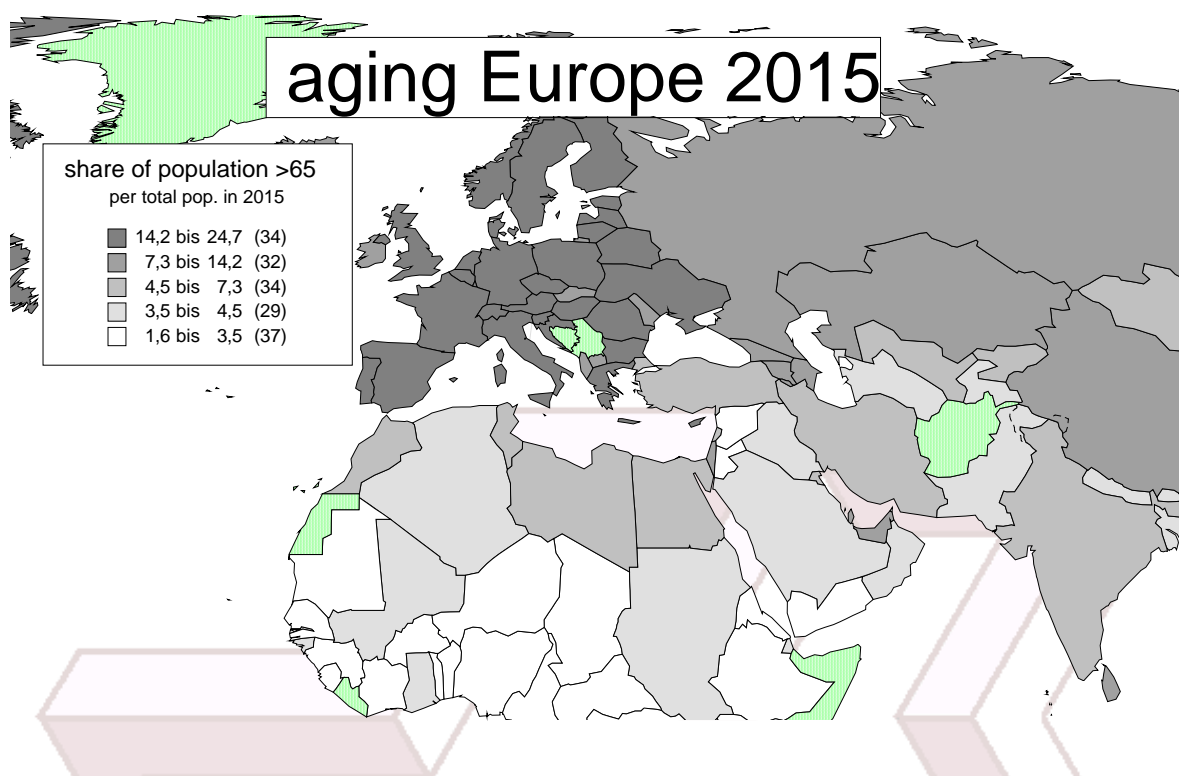 aging Europe 2015
share of population >65
per total pop. in 2015
14,2 bis 24,7 (34)
7,3 bis 14,2 (32)
4,5 bis 7,3 (34)
3,5 bis 4,5 (29)
1,6 bis 3,5 (37)